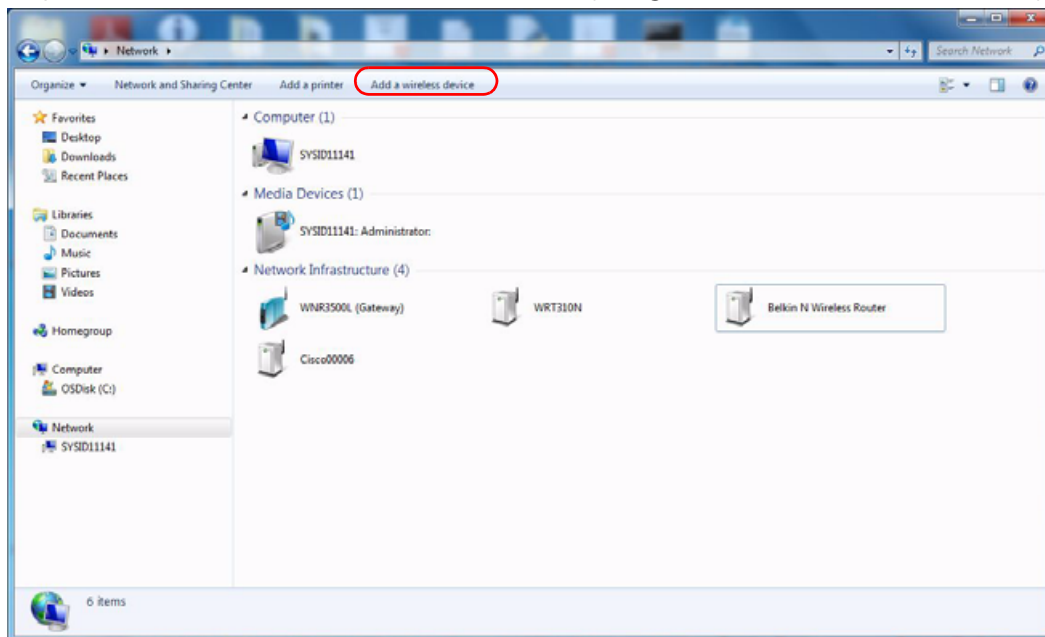 Network
Search Network
Organize Network and Sharing Center Add a printer Add a wireless device
Favorites
Desktop
Downloads
Recent Places
Libraries
Documents
Music
Pictures
Videos
Homegroup
Computer
OSDisk (C:)
Network
SYSID11141
Computer (1)
SYSID11141
Media Devices (1)
SYSID11141: Administrator:
Network Infrastructure (4)
WNR3500L (Gateway)
WRT310N
Belkin N Wireless Router
Cisco00006
6 items